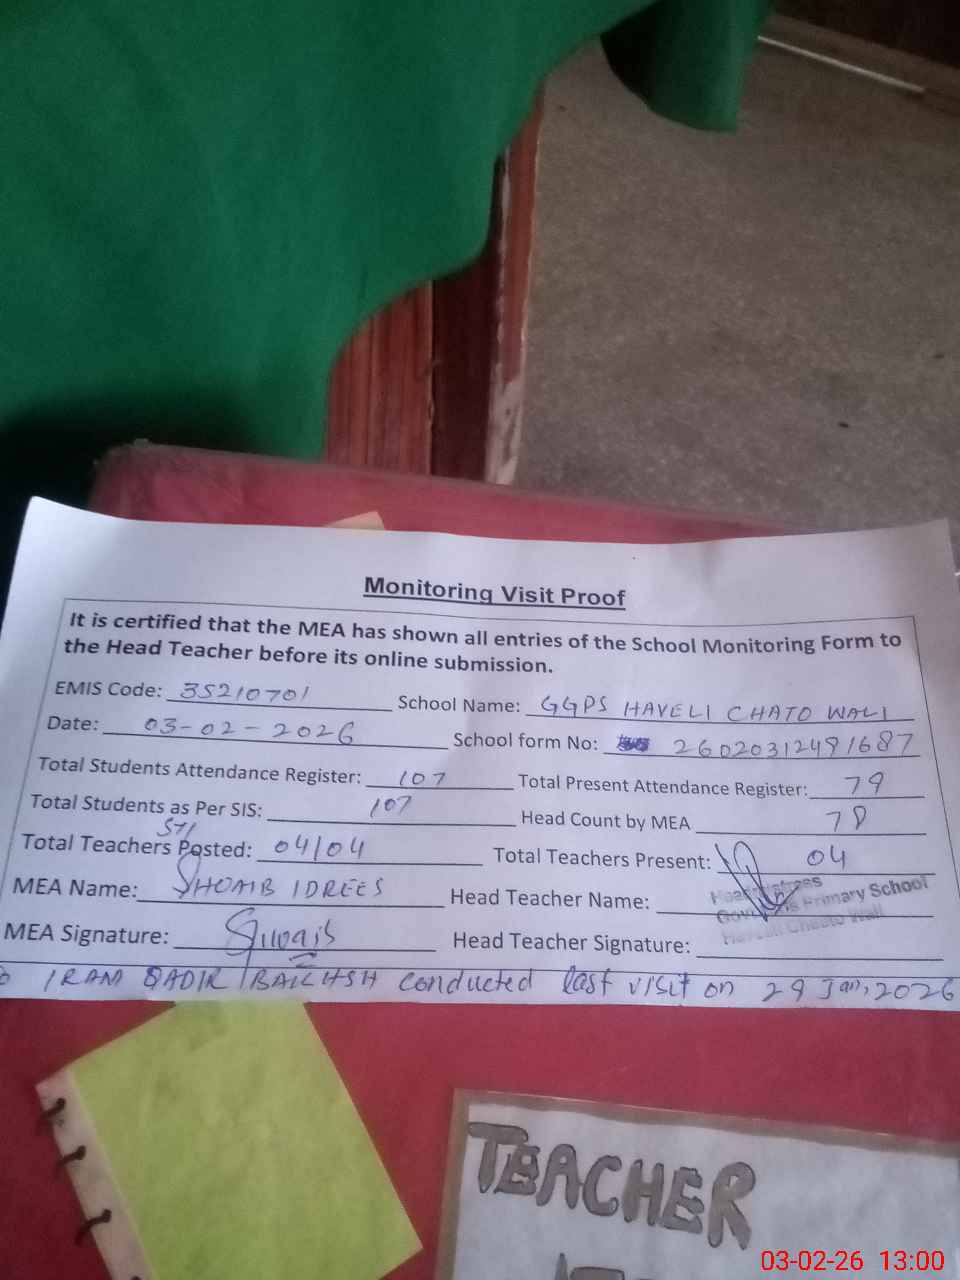 Monitoring Visit Proof
It is certified that the MEA has shown all entries of the School Monitoring Form to
the Head Teacher before its online submission.
EMIS Code: 35210701 School Name: GGPS HAVELI CHATO WALI
Date: 03-02-2026 School form No: 26020312491687
Total Students Attendance Register: 107 Total Present Attendance Register: 79
Total Students as Per SIS: 107 Head Count by MEA 78
Total Teachers Posted: 04/04 Total Teachers Present: 04
MEA Name: SHOAIB IDREES Head Teacher Name:
Primary School
MEA Signature: Head Teacher Signature:
IRAM QADIR BAKHSH conducted last visit on 29 Jan, 2026
TEACHER
03-02-26 13:00